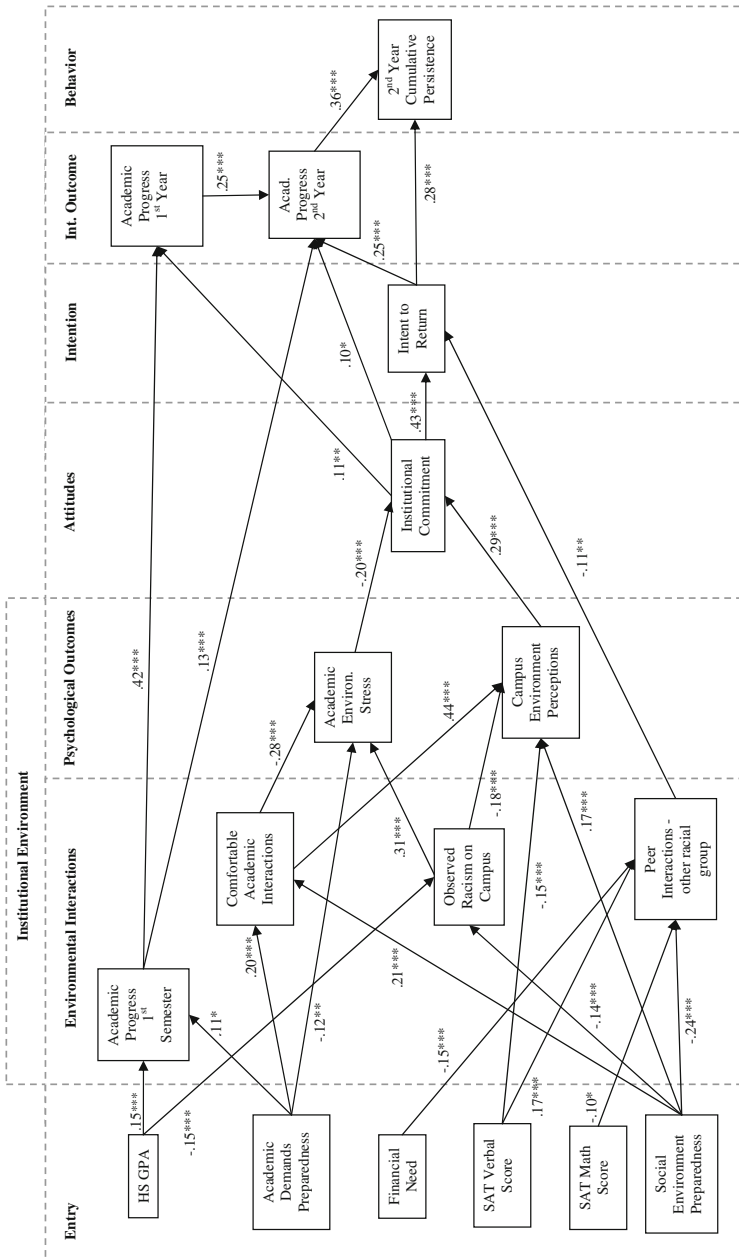 Institutional Environment
Entry
Environmental Interactions
Psychological Outcomes
Attitudes
Intention
Int. Outcome
Behavior
HS GPA
Academic
Demands
Preparedness
Financial
Need
SAT Verbal
Score
SAT Math
Score
Social
Environment
Preparedness
.15***
-.15***
.11*
.20***
-.12**
-.15***
.17***
-.15***
-.10*
.21***
-.14***
.17***
-.24***
Academic
Progress
1st
Semester
Comfortable
Academic
Interactions
Observed
Racism on
Campus
Peer
Interactions -
other racial
group
.42***
.13***
-.28***
.44***
.31***
-.18***
-.11**
Academic
Environ.
Stress
Campus
Environment
Perceptions
-.20***
.29***
Institutional
Commitment
.11**
.10*
.43***
Intent to
Return
.25***
.28***
Academic
Progress
1st Year
.25***
Acad.
Progress
2nd Year
.36***
2nd Year
Cumulative
Persistence